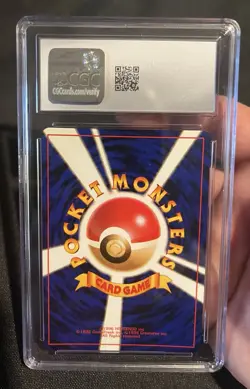 CGC
CGCcards.com/verify
POCKET MONSTERS
CARD GAME